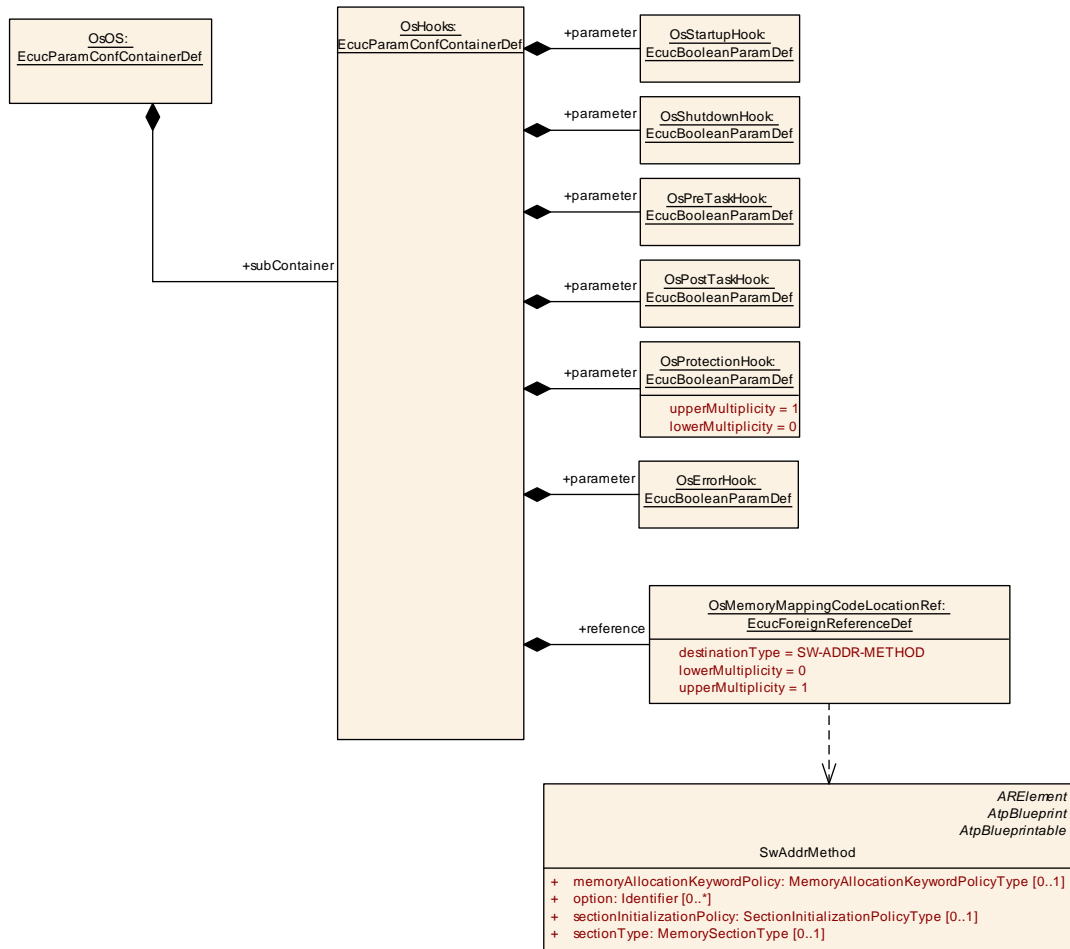 OsOS:
EcucParamConfContainerDef
OsHooks:
EcucParamConfContainerDef
+subContainer
+parameter
OsStartupHook:
EcucBooleanParamDef
+parameter
OsShutdownHook:
EcucBooleanParamDef
+parameter
OsPreTaskHook:
EcucBooleanParamDef
+parameter
OsPostTaskHook:
EcucBooleanParamDef
+parameter
OsProtectionHook:
EcucBooleanParamDef
upperMultiplicity = 1
lowerMultiplicity = 0
+parameter
OsErrorHook:
EcucBooleanParamDef
+reference
OsMemoryMappingCodeLocationRef:
EcucForeignReferenceDef
destinationType = SW-ADDR-METHOD
lowerMultiplicity = 0
upperMultiplicity = 1
ARElement
AtpBlueprint
AtpBlueprintable
SwAddrMethod
+ memoryAllocationKeywordPolicy: MemoryAllocationKeywordPolicyType [0..1]
+ option: Identifier [0..*]
+ sectionInitializationPolicy: SectionInitializationPolicyType [0..1]
+ sectionType: MemorySectionType [0..1]